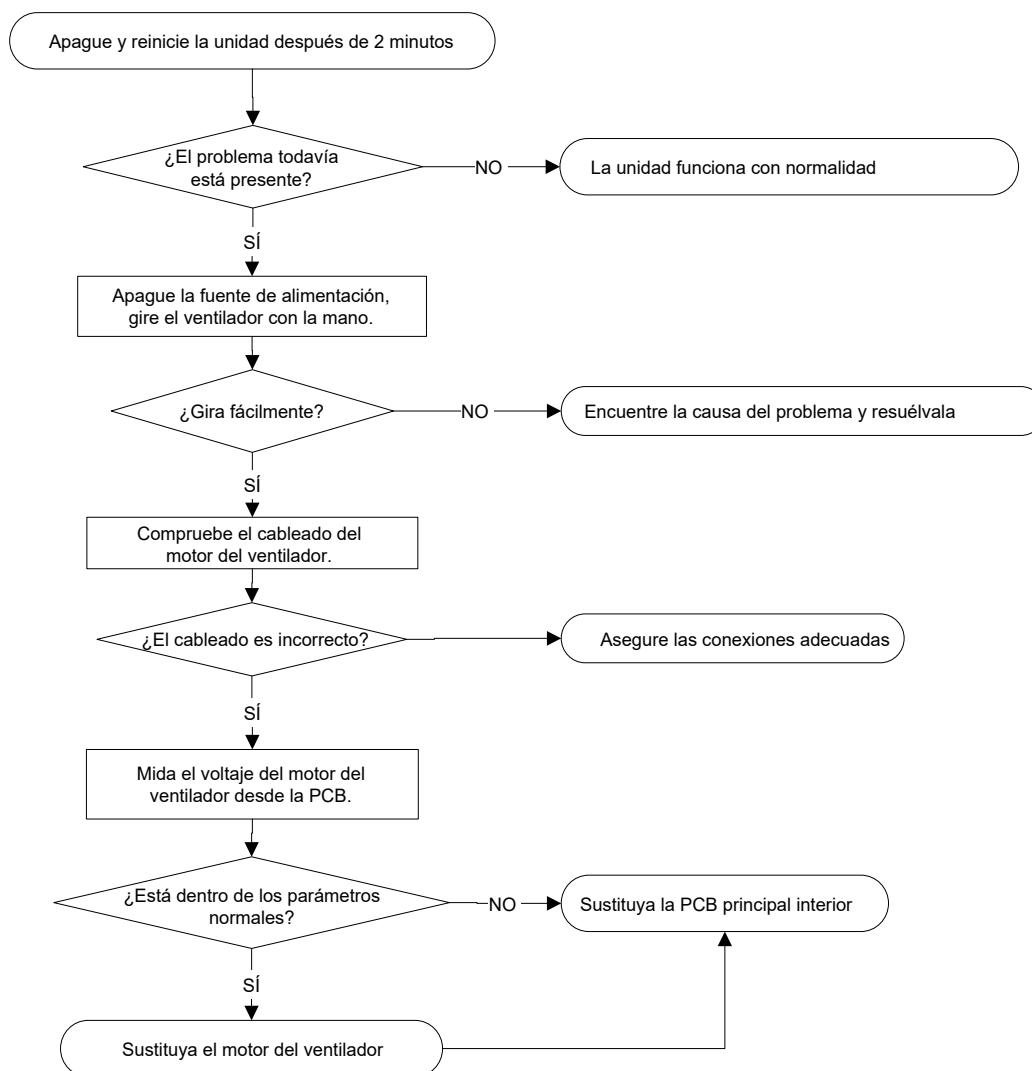 Apague y reinicie la unidad después de 2 minutos
¿El problema todavía
está presente?
NO
La unidad funciona con normalidad
SÍ
Apague la fuente de alimentación,
gire el ventilador con la mano.
¿Gira fácilmente?
NO
Encuentre la causa del problema y resuélvala
SÍ
Compruebe el cableado del
motor del ventilador.
¿El cableado es incorrecto?
Asegure las conexiones adecuadas
SÍ
Mida el voltaje del motor del
ventilador desde la PCB.
¿Está dentro de los parámetros
normales?
NO
Sustituya la PCB principal interior
SÍ
Sustituya el motor del ventilador